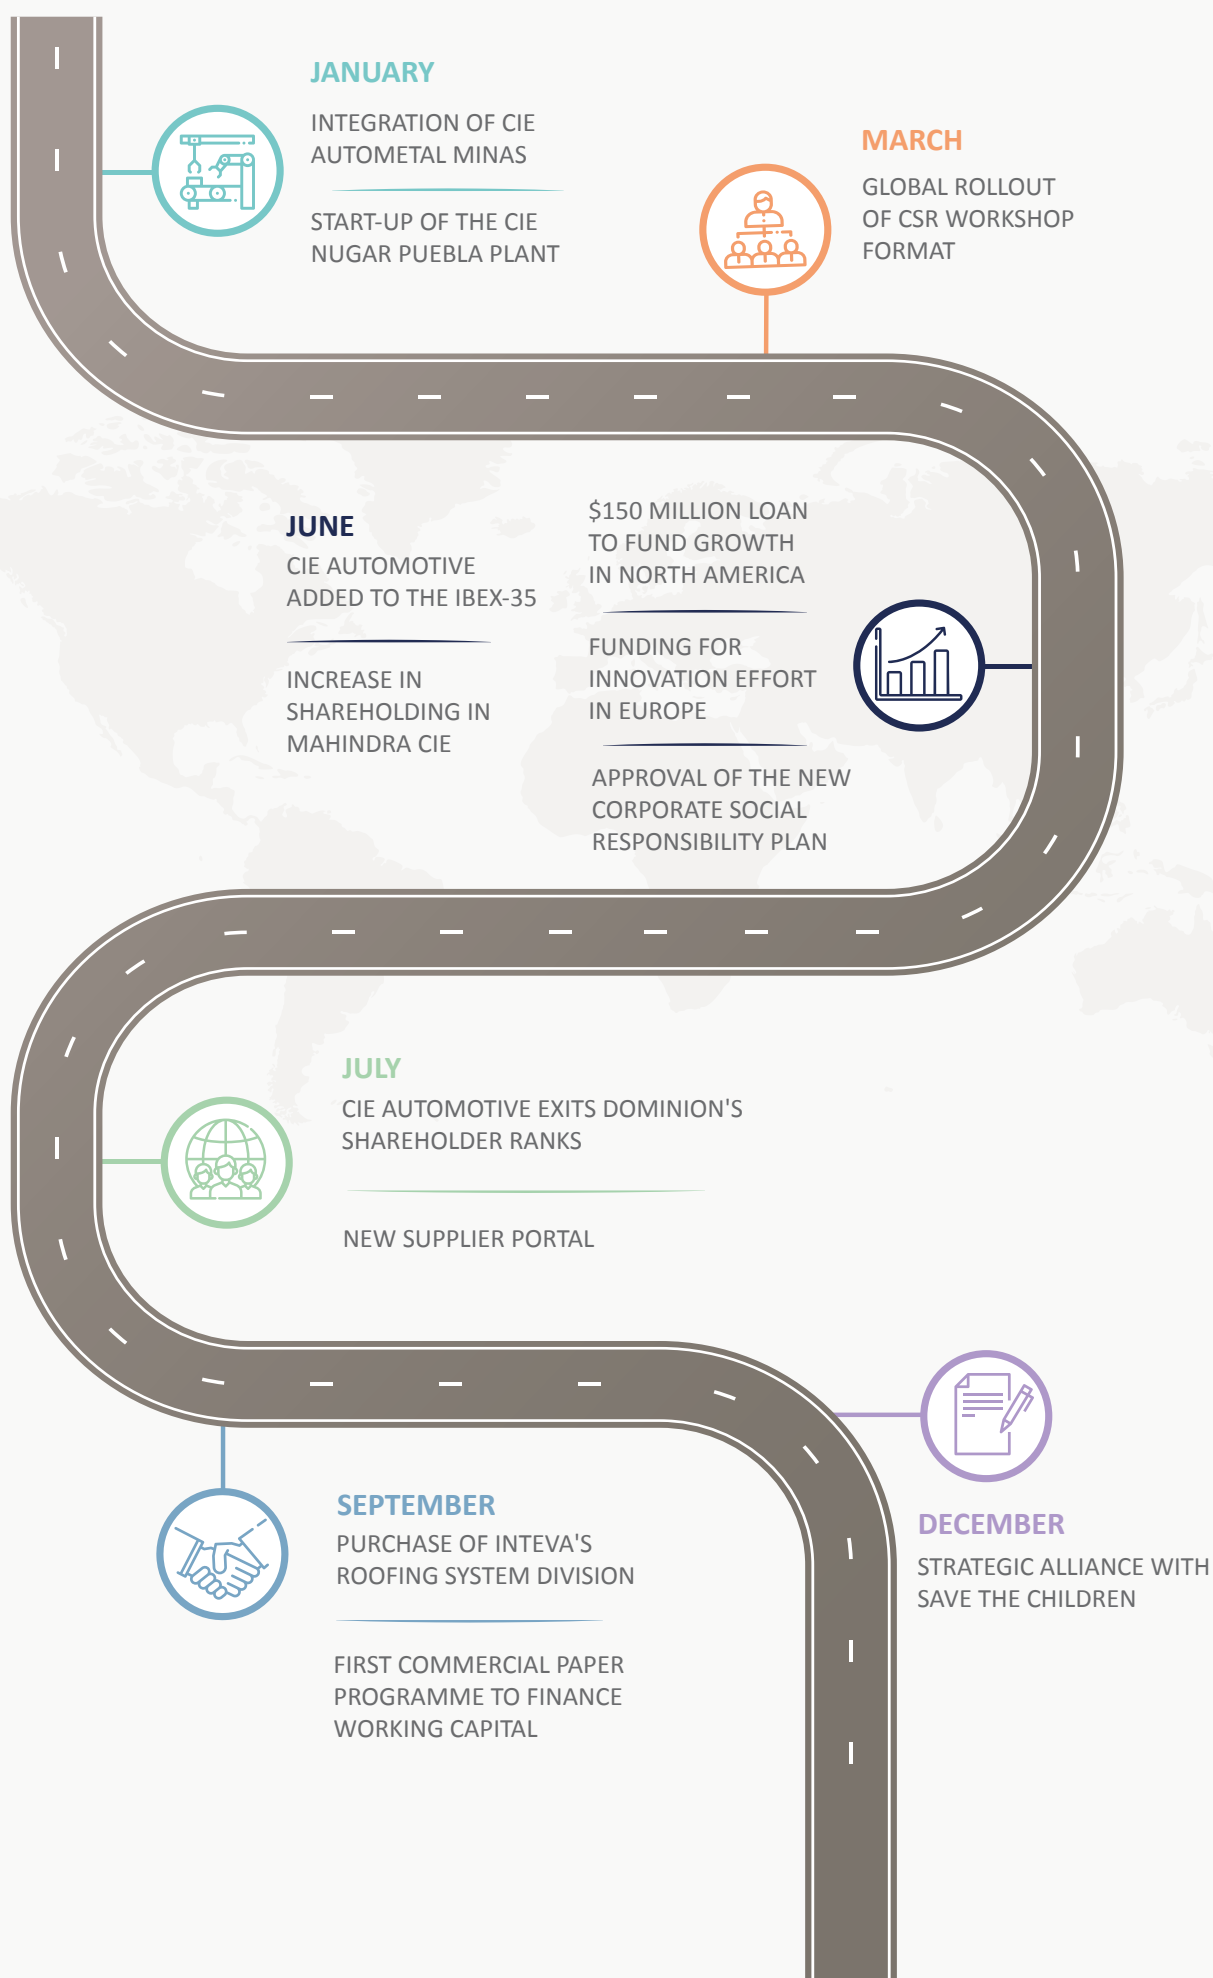 JANUARY
INTEGRATION OF CIE
AUTOMETAL MINAS
START-UP OF THE CIE
NUGAR PUEBLA PLANT
MARCH
GLOBAL ROLLOUT
OF CSR WORKSHOP
FORMAT
JUNE
CIE AUTOMOTIVE
ADDED TO THE IBEX-35
INCREASE IN
SHAREHOLDING IN
MAHINDRA CIE
$150 MILLION LOAN
TO FUND GROWTH
IN NORTH AMERICA
FUNDING FOR
INNOVATION EFFORT
IN EUROPE
APPROVAL OF THE NEW
CORPORATE SOCIAL
RESPONSIBILITY PLAN
JULY
CIE AUTOMOTIVE EXITS DOMINION'S
SHAREHOLDER RANKS
NEW SUPPLIER PORTAL
SEPTEMBER
PURCHASE OF INTEVA'S
ROOFING SYSTEM DIVISION
FIRST COMMERCIAL PAPER
PROGRAMME TO FINANCE
WORKING CAPITAL
DECEMBER
STRATEGIC ALLIANCE WITH
SAVE THE CHILDREN